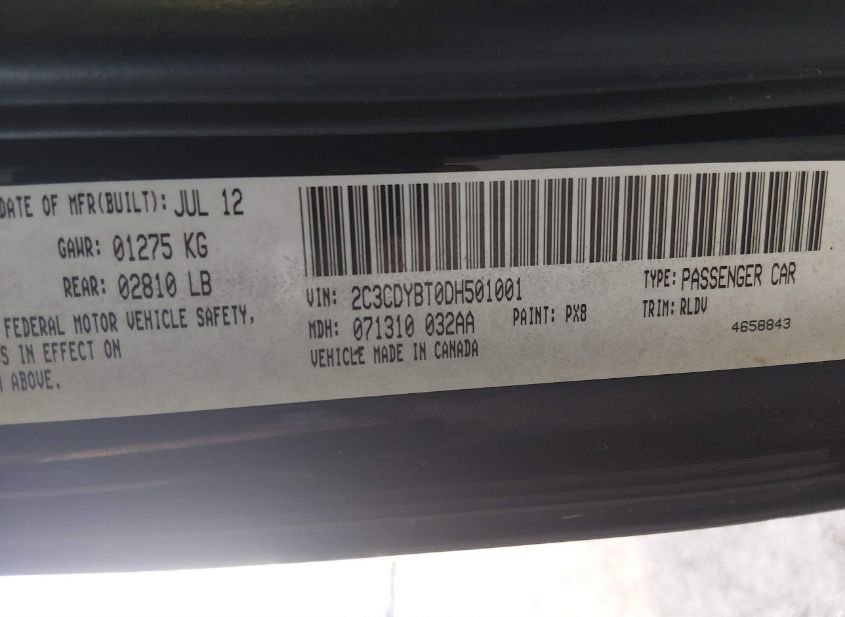 DATE OF MFR(BUILT): JUL 12
GAWR: 01275 KG
REAR: 02810 LB
FEDERAL MOTOR VEHICLE SAFETY,
S IN EFFECT ON
ABOVE.
VIN: 2C3CDYBT0DH501001
TYPE: PASSENGER CAR
MDH: 071310 032AA
PAINT: PX8
TRIM: RLDV
VEHICLE MADE IN CANADA
4658843